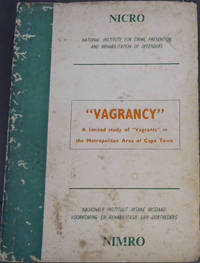 NICRO
NATIONAL INSTITUTE FOR CRIME PREVENTION
AND REHABILITATION OF OFFENDERS
"VAGRANCY"
A limited study of "Vagrants" in
the Metropolitan Area of Cape Town
NASIONALE INSTITUUT INSAKE MISDAAD-
VOORKOMING EN REHABILITASIE VAN OORTREDERS
NIMRO